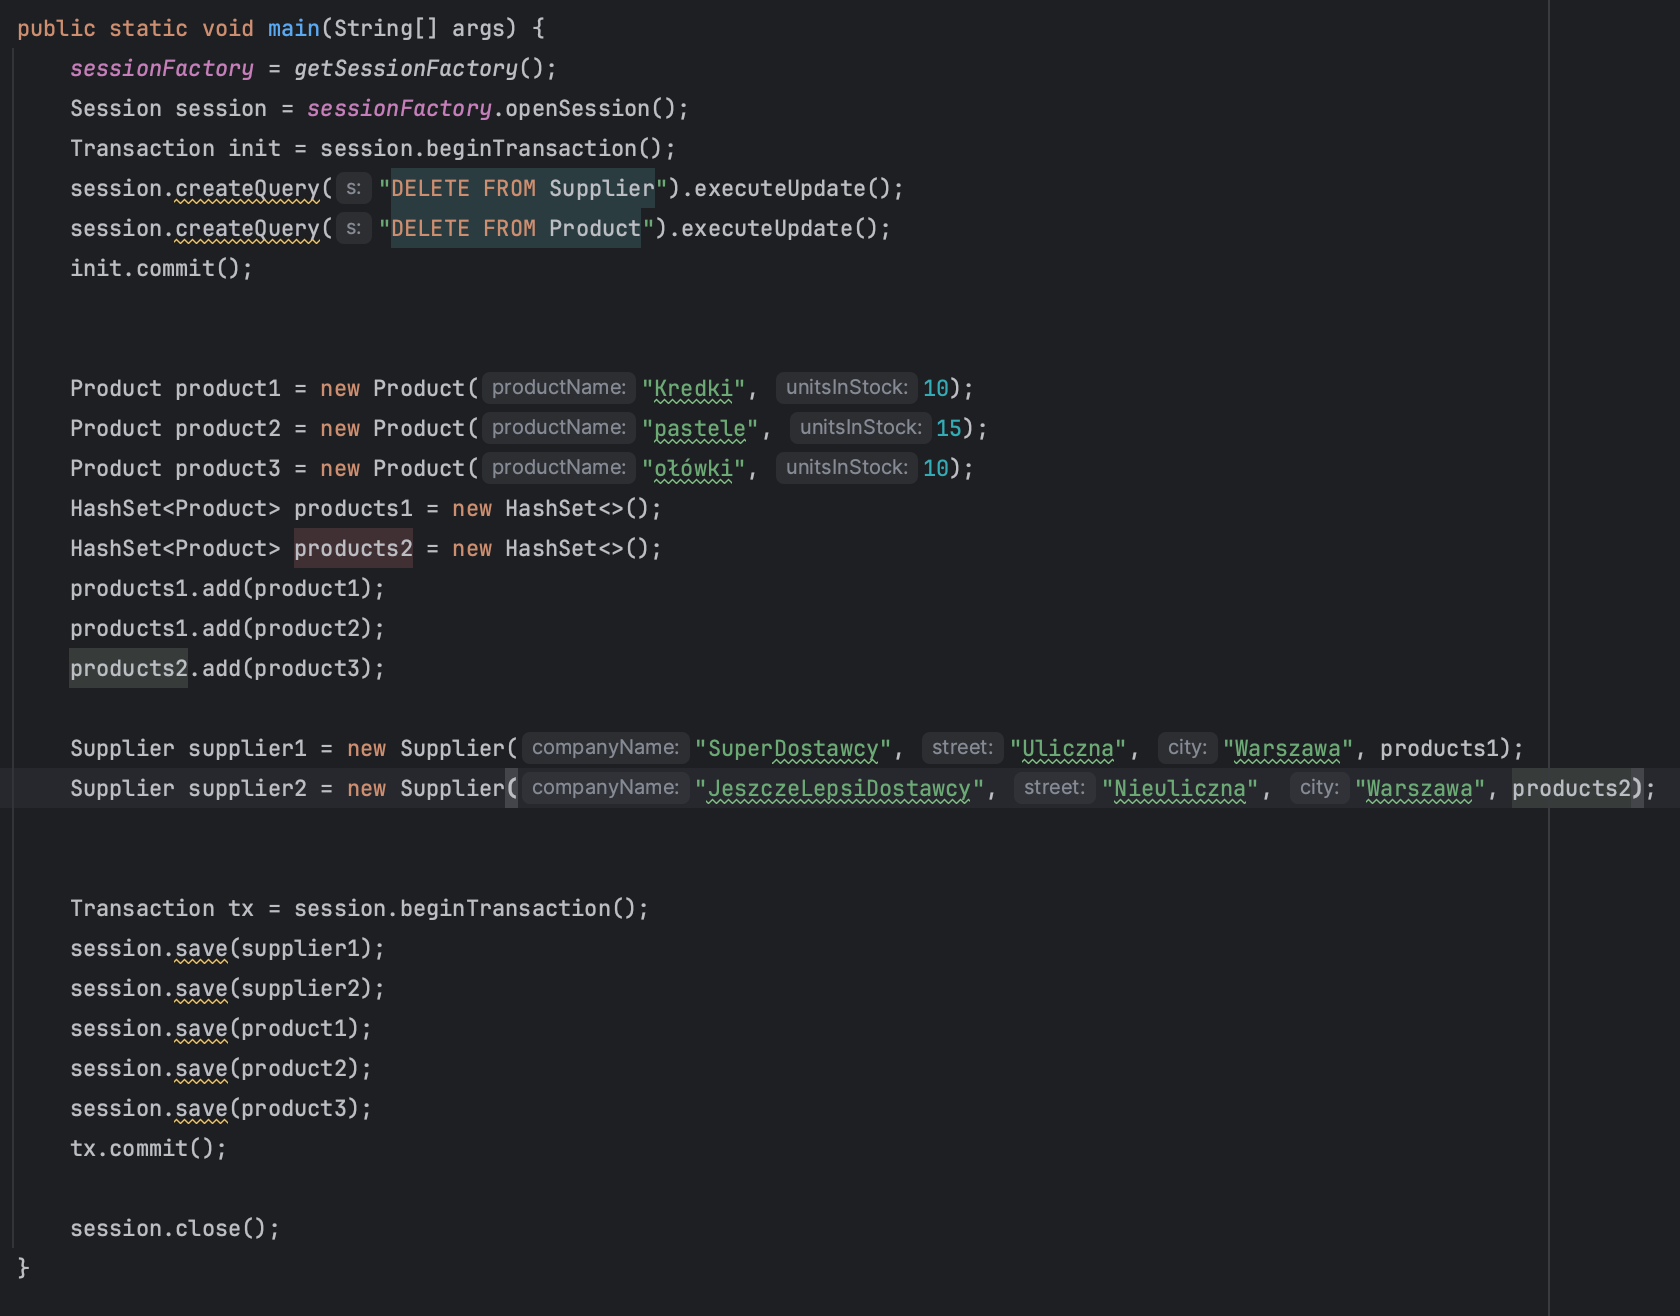 public static void main(String[] args) {
sessionFactory = getSessionFactory();
Session session = sessionFactory.openSession();
Transaction init = session.beginTransaction();
session.createQuery( s: "DELETE FROM Supplier").executeUpdate();
session.createQuery( s: "DELETE FROM Product").executeUpdate();
init.commit();
Product product1 = new Product( productName: "Kredki", unitsInStock: 10);
Product product2 = new Product( productName: "pastele", unitsInStock: 15);
Product product3 = new Product( productName: "ołówki", unitsInStock: 10);
HashSet<Product> products1 = new HashSet<>();
HashSet<Product> products2 = new HashSet<>();
products1.add(product1);
products1.add(product2);
products2.add(product3);
Supplier supplier1 = new Supplier( companyName: "SuperDostawcy", street: "Uliczna", city: "Warszawa", products1);
Supplier supplier2 = new Supplier( companyName: "JeszczeLepsiDostawcy", street: "Nieuliczna", city: "Warszawa", products2);
Transaction tx = session.beginTransaction();
session.save(supplier1);
session.save(supplier2);
session.save(product1);
session.save(product2);
session.save(product3);
tx.commit();
session.close();
}